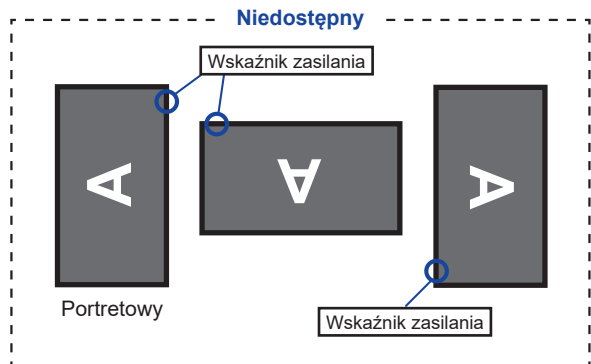 Niedostępny
Wskaźnik zasilania
A
A
A
Portretowy
Wskaźnik zasilania